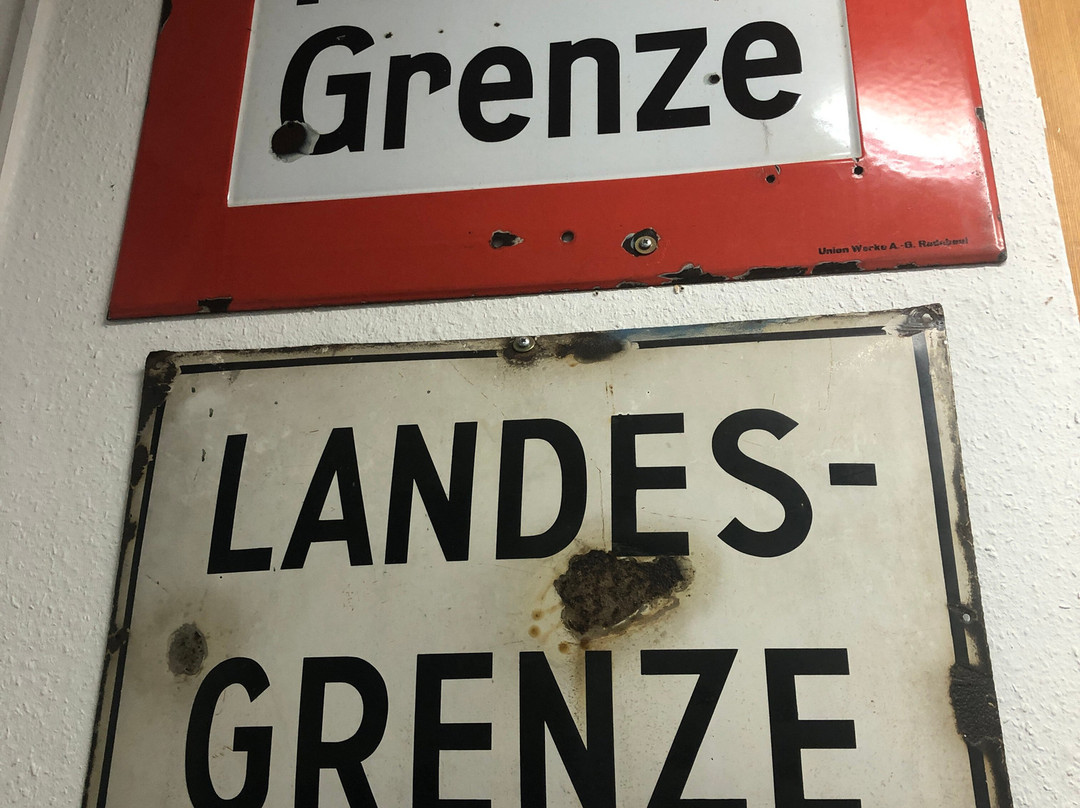 Grenze
Union Werke A.-G. Radebeul
LANDES-
GRENZE